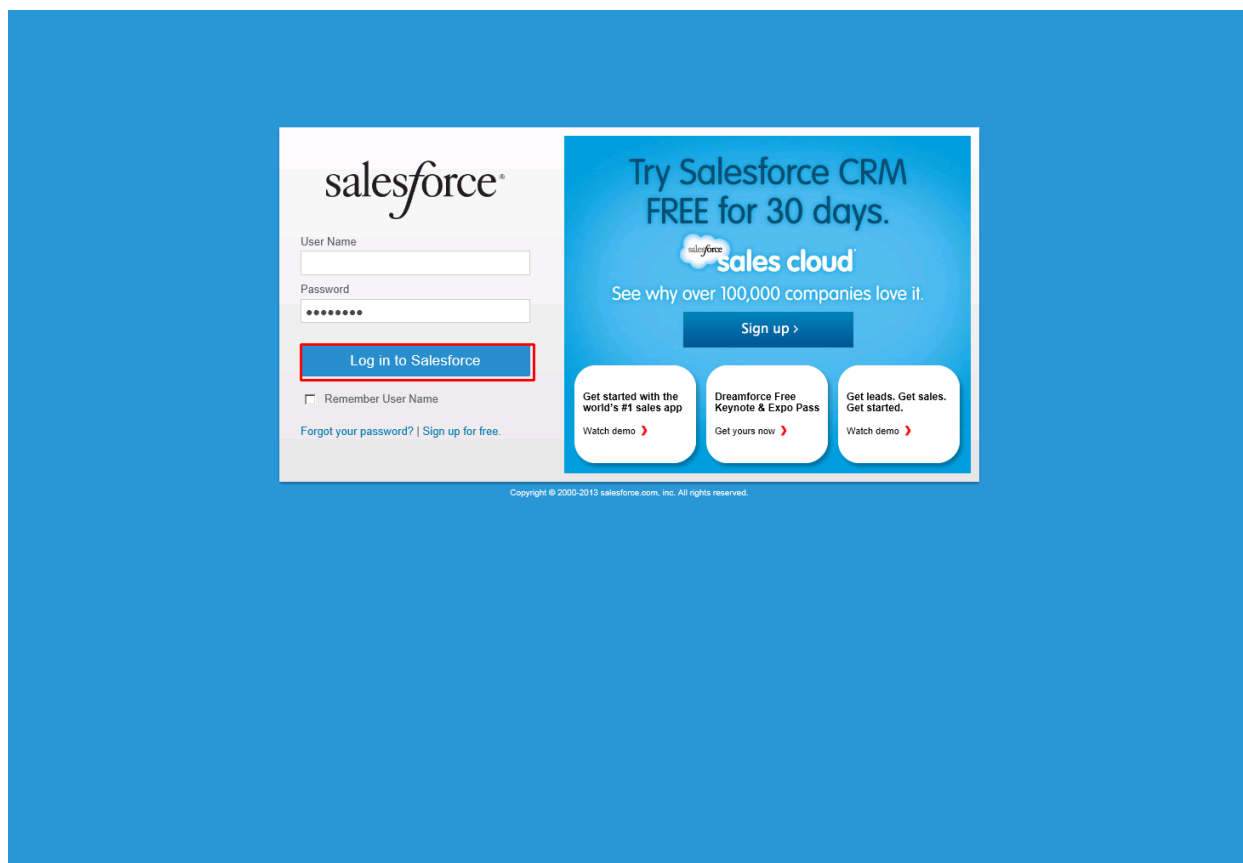 salesforce®
User Name
Password
••••••••
Log in to Salesforce
Remember User Name
Forgot your password? | Sign up for free.
Try Salesforce CRM
FREE for 30 days.
salesforce
sales cloud
See why over 100,000 companies love it.
Sign up ›
Get started with the
world's #1 sales app
Watch demo ❯
Dreamforce Free
Keynote & Expo Pass
Get yours now ❯
Get leads. Get sales.
Get started.
Watch demo ❯
Copyright © 2000-2013 salesforce.com, inc. All rights reserved.